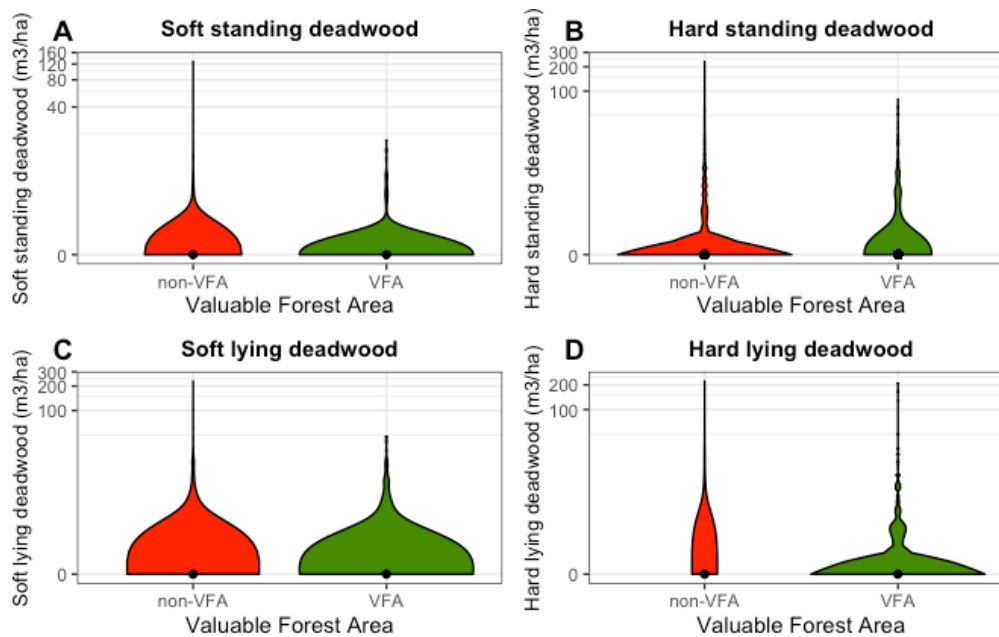 A
Soft standing deadwood
Soft standing deadwood (m3/ha)
160
120
80
40
0
non-VFA
VFA
Valuable Forest Area
B
Hard standing deadwood
Hard standing deadwood (m3/ha)
300
200
100
0
non-VFA
VFA
Valuable Forest Area
C
Soft lying deadwood
Soft lying deadwood (m3/ha)
300
200
100
0
non-VFA
VFA
Valuable Forest Area
D
Hard lying deadwood
Hard lying deadwood (m3/ha)
200
100
0
non-VFA
VFA
Valuable Forest Area